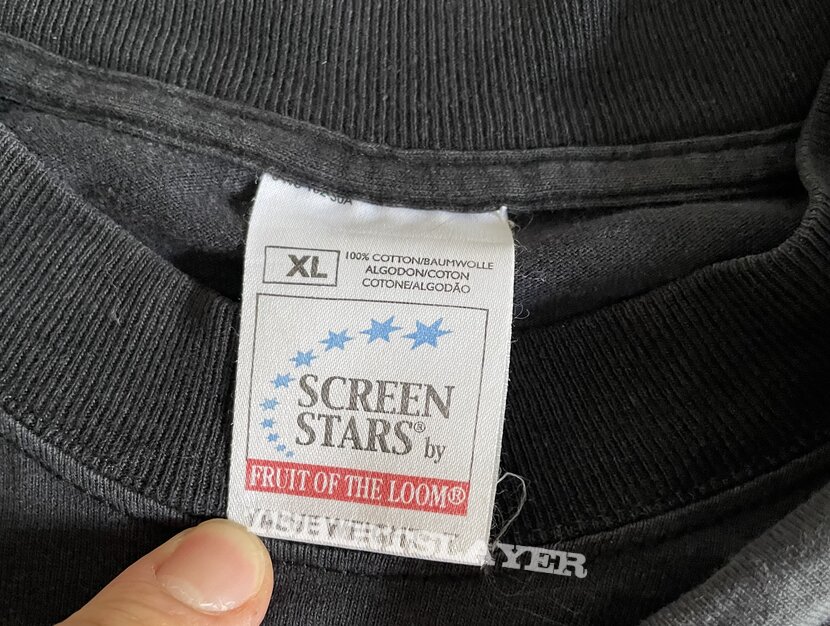 XL
100% COTTON/BAUMWOLLE
ALGODON/COTON
COTONE/ALGODÃO
SCREEN
STARS® by
FRUIT OF THE LOOM®